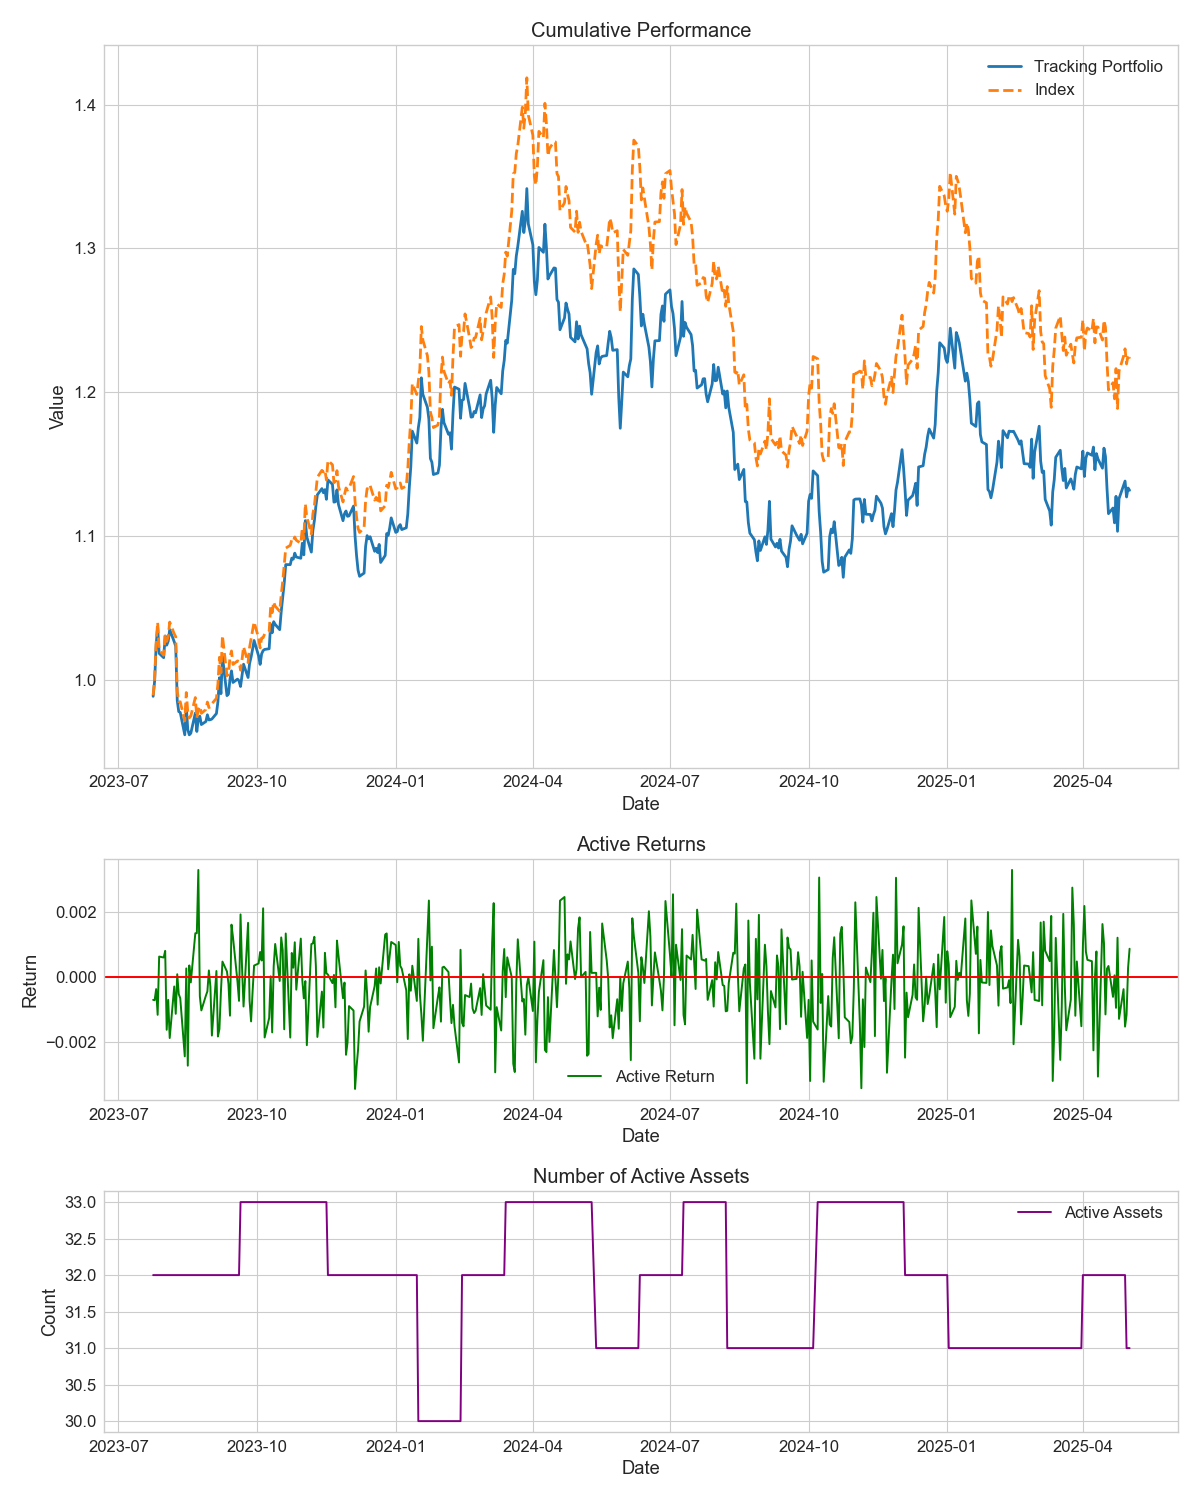 Cumulative Performance
Tracking Portfolio
Index
1.4
1.3
1.2
1.1
1.0
Value
2023-07 2023-10 2024-01 2024-04 2024-07 2024-10 2025-01 2025-04
Date
Active Returns
0.002
0.000
−0.002
Return
Active Return
2023-07 2023-10 2024-01 2024-04 2024-07 2024-10 2025-01 2025-04
Date
Number of Active Assets
33.0
Active Assets
32.5
32.0
31.5
31.0
30.5
30.0
Count
2023-07 2023-10 2024-01 2024-04 2024-07 2024-10 2025-01 2025-04
Date